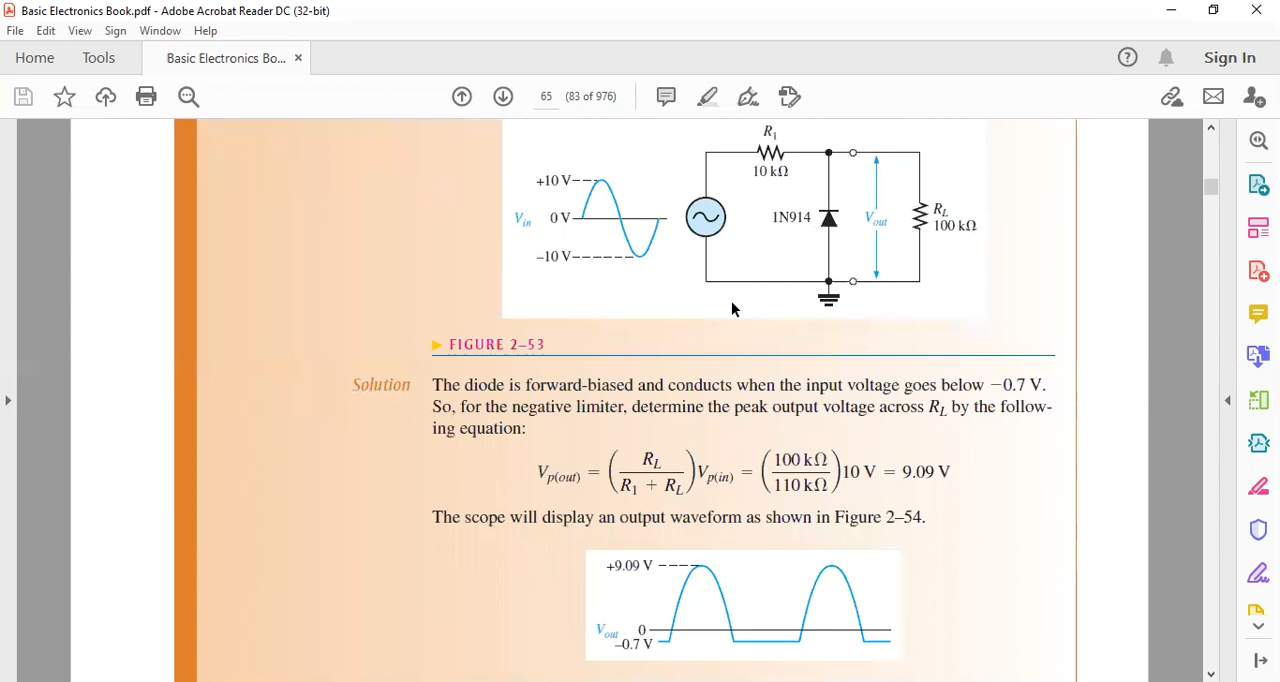 Basic Electronics Book.pdf - Adobe Acrobat Reader DC (32-bit)
File Edit View Sign Window Help
Home Tools Basic Electronics Bo... × Sign In
65 (83 of 976)
R1
10 kΩ
+10 V
Vin 0 V
–10 V
1N914
Vout
RL
100 kΩ
FIGURE 2–53
Solution The diode is forward-biased and conducts when the input voltage goes below −0.7 V.
So, for the negative limiter, determine the peak output voltage across RL by the follow-
ing equation:
Vp(out) = (RL / (R1 + RL)) Vp(in) = (100 kΩ / 110 kΩ) 10 V = 9.09 V
The scope will display an output waveform as shown in Figure 2–54.
+9.09 V
Vout 0
–0.7 V